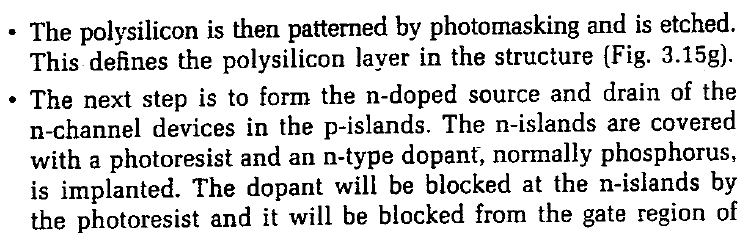 • The polysilicon is then patterned by photomasking and is etched.
This defines the polysilicon layer in the structure (Fig. 3.15g).
• The next step is to form the n-doped source and drain of the
n-channel devices in the p-islands. The n-islands are covered
with a photoresist and an n-type dopant, normally phosphorus,
is implanted. The dopant will be blocked at the n-islands by
the photoresist and it will be blocked from the gate region of